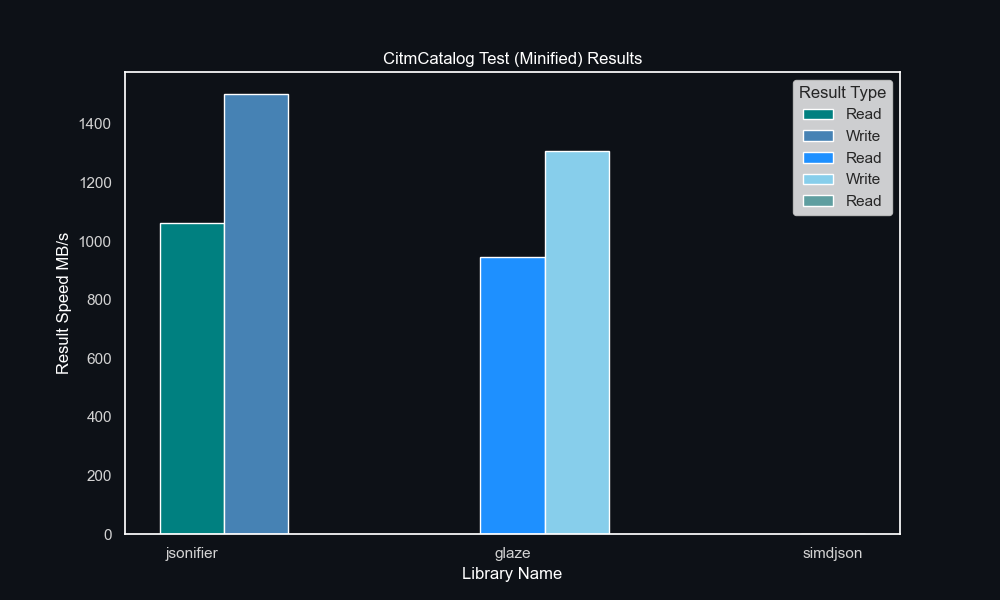 CitmCatalog Test (Minified) Results
Result Type
Read
Write
Read
Write
Read
1400
1200
1000
800
600
400
200
0
Result Speed MB/s
jsonifier glaze simdjson
Library Name